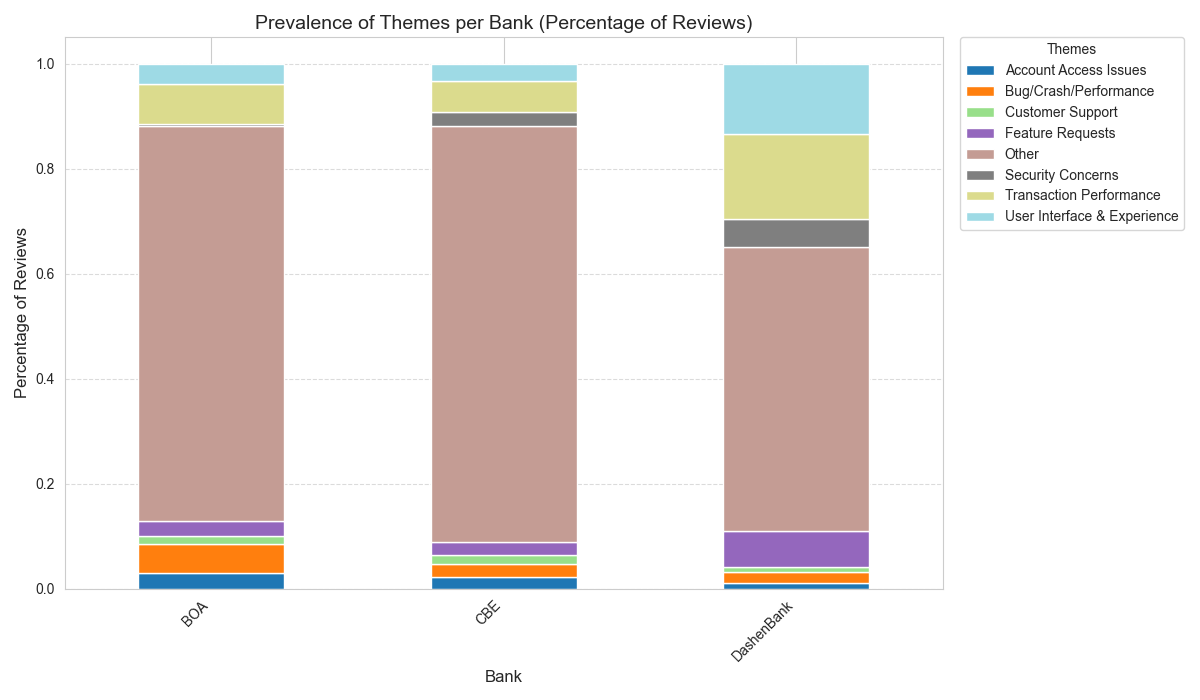 Prevalence of Themes per Bank (Percentage of Reviews)
Themes
Account Access Issues
Bug/Crash/Performance
Customer Support
Feature Requests
Other
Security Concerns
Transaction Performance
User Interface & Experience
Percentage of Reviews
1.0
0.8
0.6
0.4
0.2
0.0
BOA
CBE
DashenBank
Bank